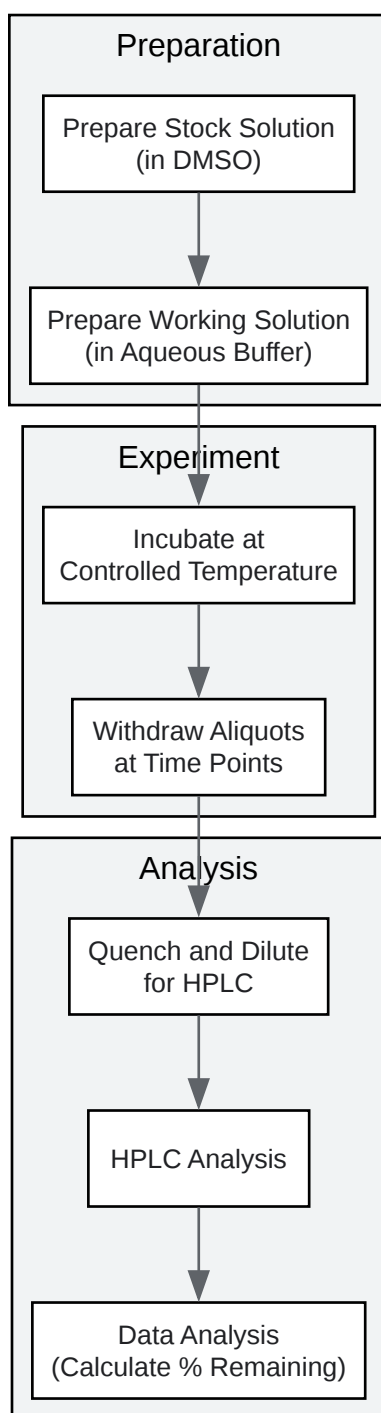 Preparation
Prepare Stock Solution
(in DMSO)
Prepare Working Solution
(in Aqueous Buffer)
Experiment
Incubate at
Controlled Temperature
Withdraw Aliquots
at Time Points
Analysis
Quench and Dilute
for HPLC
HPLC Analysis
Data Analysis
(Calculate % Remaining)